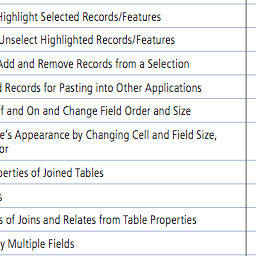 Highlight Selected Records/Features
Unselect Highlighted Records/Features
Add and Remove Records from a Selection
Records for Pasting into Other Applications
and On and Change Field Order and Size
Appearance by Changing Cell and Field Size,
of Joined Tables
of Joins and Relates from Table Properties
Multiple Fields